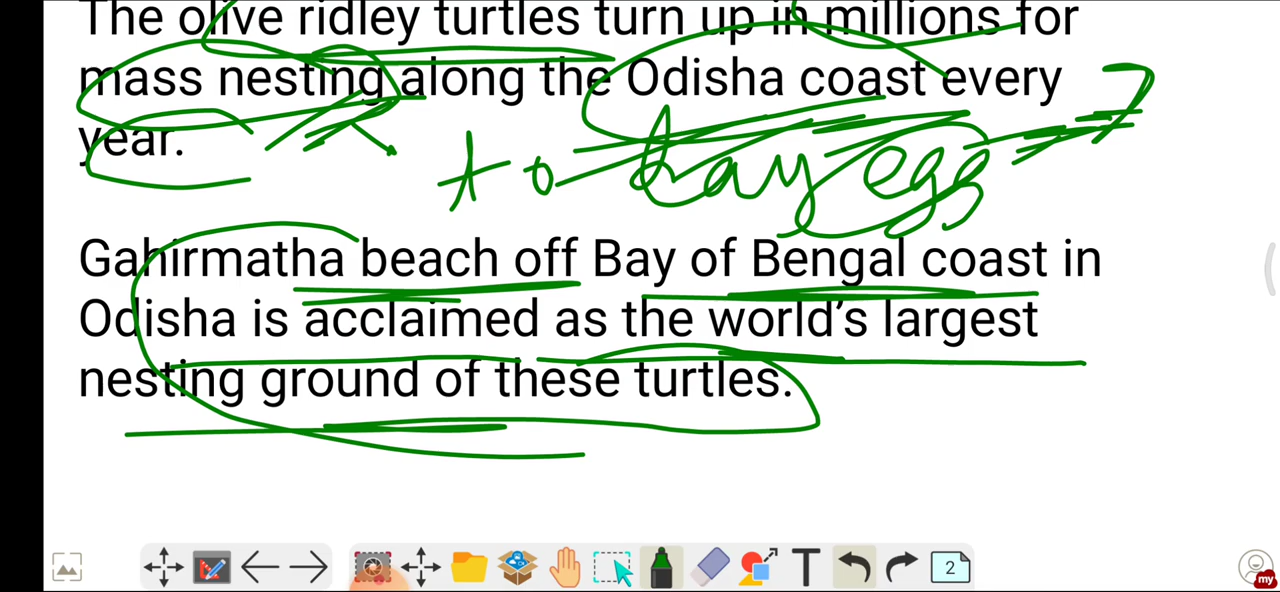 The olive ridley turtles turn up in millions for
mass nesting along the Odisha coast every
year.
to lay egg
Gahirmatha beach off Bay of Bengal coast in
Odisha is acclaimed as the world's largest
nesting ground of these turtles.
T
2
my